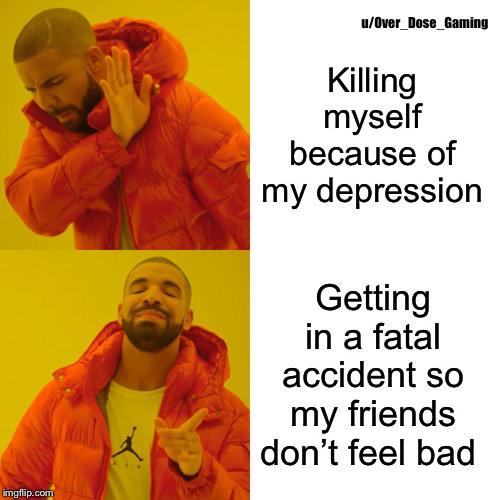 u/Over_Dose_Gaming
Killing
myself
because of
my depression
Getting
in a fatal
accident so
my friends
don’t feel bad
imgflip.com